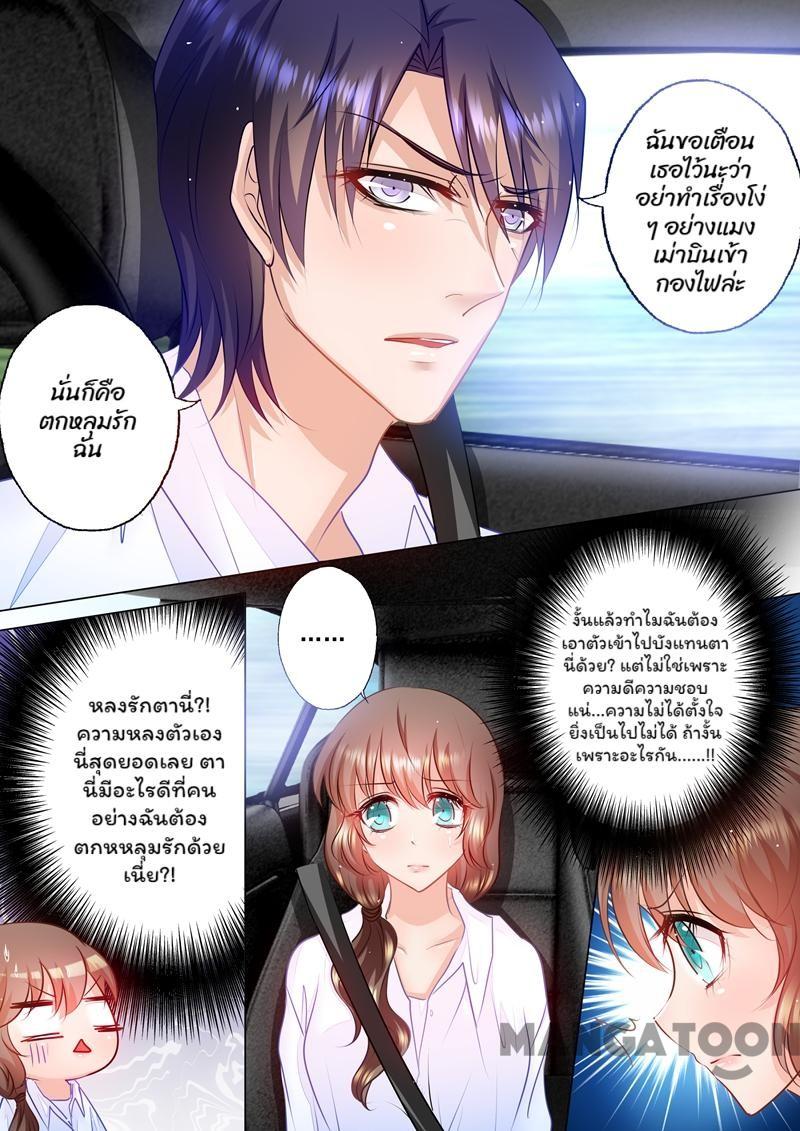 ฉันขอเตือน
เธอไว้นะว่า
อย่าทำเรื่องโง่
ๆ อย่างแมง
เม่าบินเข้า
กองไฟล่ะ
นั่นก็คือ
ตกหลุมรัก
ฉัน
......
หลงรักตานี่?!
ความหลงตัวเอง
นี่สุดยอดเลย ตา
นี่มีอะไรดีที่คน
อย่างฉันต้อง
ตกหหลุมรักด้วย
เนี่ย?!
งั้นแล้วทำไมฉันต้อง
เอาตัวเข้าไปบังแทนตา
นี่ด้วย? แต่ไม่ใช่เพราะ
ความดีความชอบ
แน่...ความไม่ได้ตั้งใจ
ยิ่งเป็นไปไม่ได้ ถ้างั้น
เพราะอะไรกัน......!!
MANGATOON